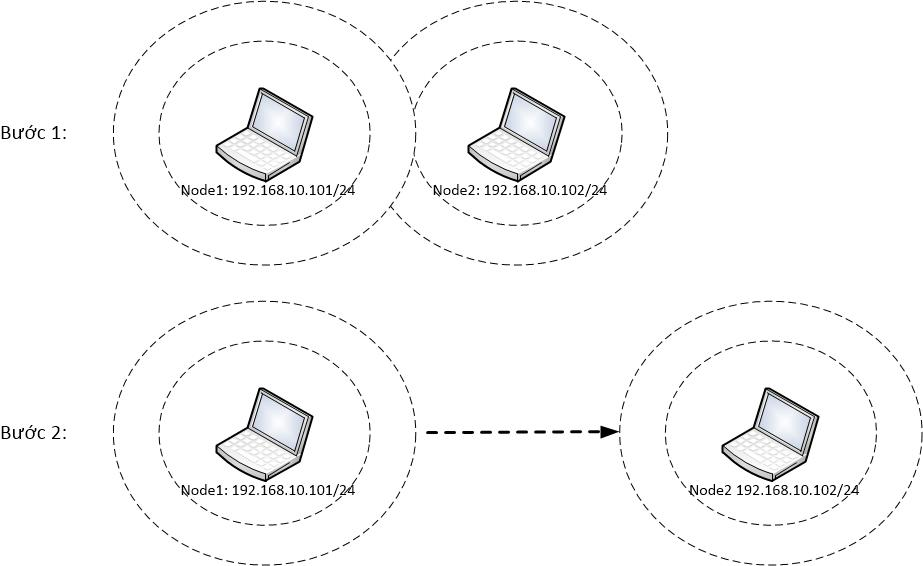 Bước 1:
Node1: 192.168.10.101/24
Node2: 192.168.10.102/24
Bước 2:
Node1: 192.168.10.101/24
Node2 192.168.10.102/24